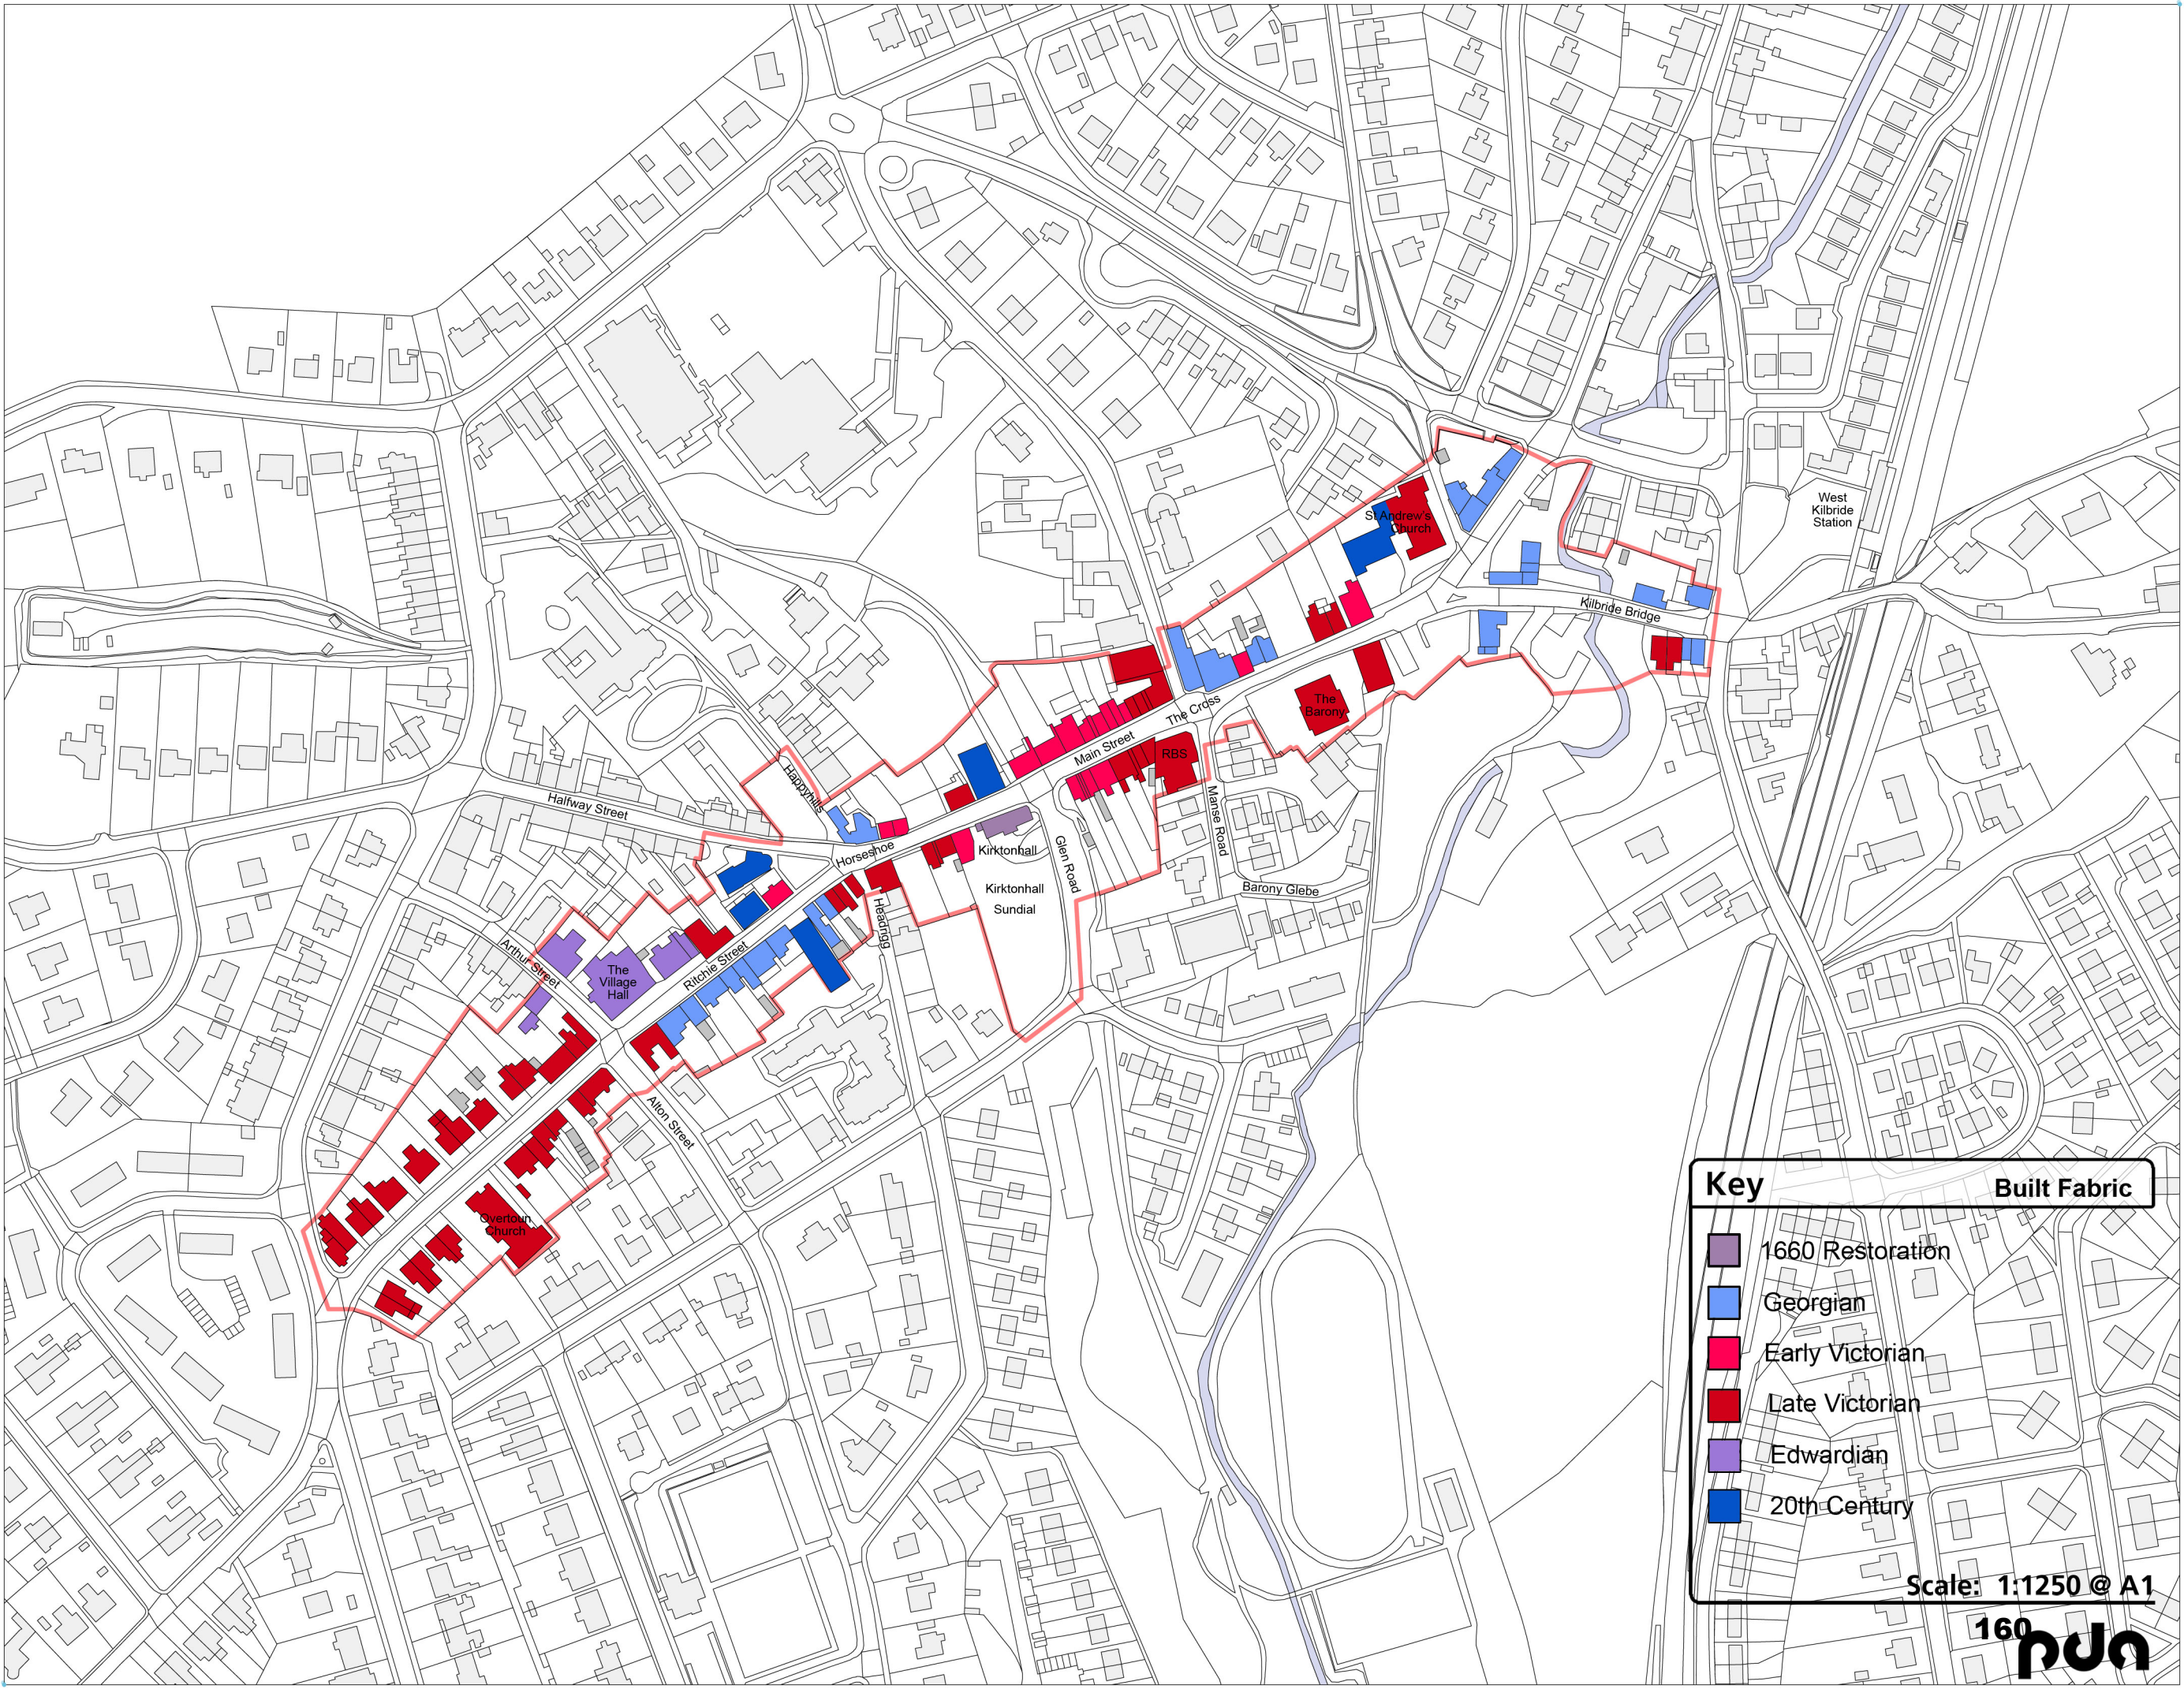 West
Kilbride
Station
St Andrew's
Church
Kilbride Bridge
The Cross
The
Barony
Main Street
RBS
Happyhills
Halfway Street
Horseshoe
Kirktonhall
Glen Road
Manse Road
Kirktonhall
Sundial
Barony Glebe
Headrigg
Arthur Street
The
Village
Hall
Ritchie Street
Alton Street
Overtoun
Church
Key
Built Fabric
1660 Restoration
Georgian
Early Victorian
Late Victorian
Edwardian
20th Century
Scale: 1:1250 @ A1
160
pda